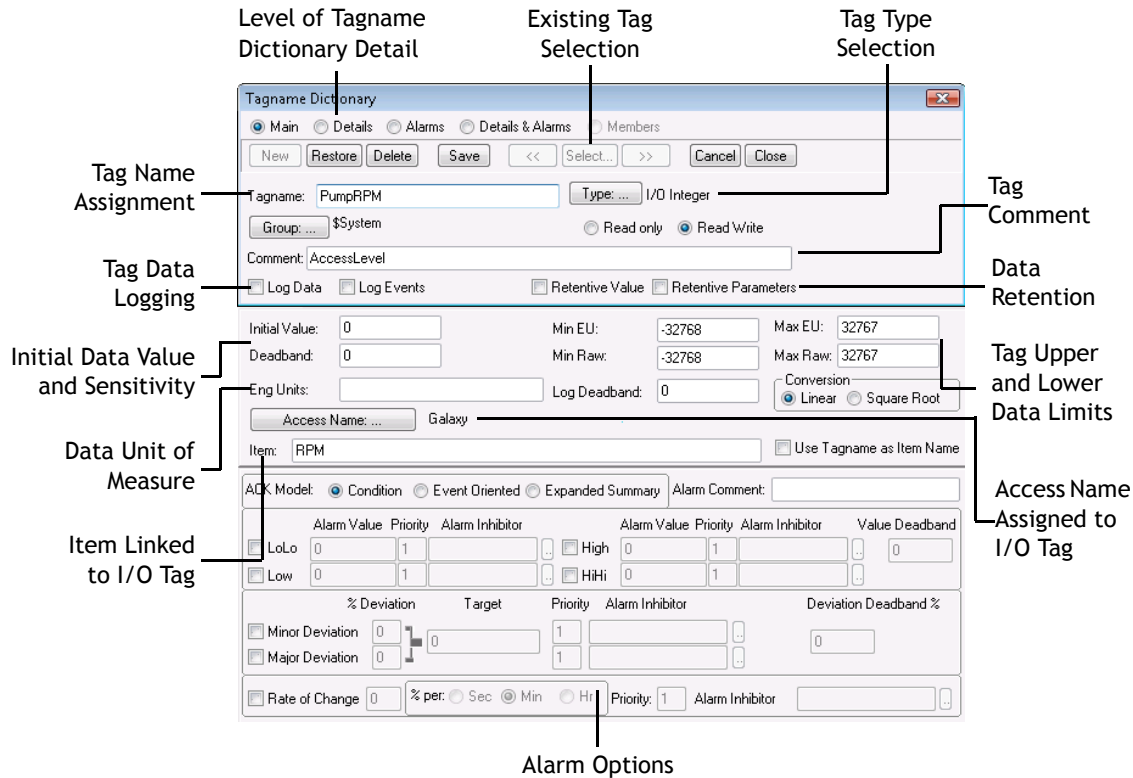 Level of Tagname
Dictionary Detail
Existing Tag
Selection
Tag Type
Selection
Tagname Dictionary
Main Details Alarms Details & Alarms Members
New Restore Delete Save << Select... >> Cancel Close
Tag Name
Assignment
Tagname: PumpRPM Type: ... I/O Integer
Tag
Comment
Group: ... $System Read only Read Write
Comment: AccessLevel
Tag Data
Logging
Log Data Log Events Retentive Value Retentive Parameters
Data
Retention
Initial Value: 0 Min EU: -32768 Max EU: 32767
Deadband: 0 Min Raw: -32768 Max Raw: 32767
Initial Data Value
and Sensitivity
Tag Upper
and Lower
Data Limits
Eng Units: Log Deadband: 0 Conversion
Linear Square Root
Access Name: ... Galaxy
Data Unit of
Measure
Item: RPM Use Tagname as Item Name
ACK Model: Condition Event Oriented Expanded Summary Alarm Comment:
Access Name
Assigned to
I/O Tag
Alarm Value Priority Alarm Inhibitor Alarm Value Priority Alarm Inhibitor Value Deadband
Item Linked
to I/O Tag
LoLo 0 1 .. High 0 1 .. 0
Low 0 1 .. HiHi 0 1 ..
% Deviation Target Priority Alarm Inhibitor Deviation Deadband %
Minor Deviation 0 0 1 .. 0
Major Deviation 0 1 ..
Rate of Change 0 % per: Sec Min Hr Priority: 1 Alarm Inhibitor ..
Alarm Options